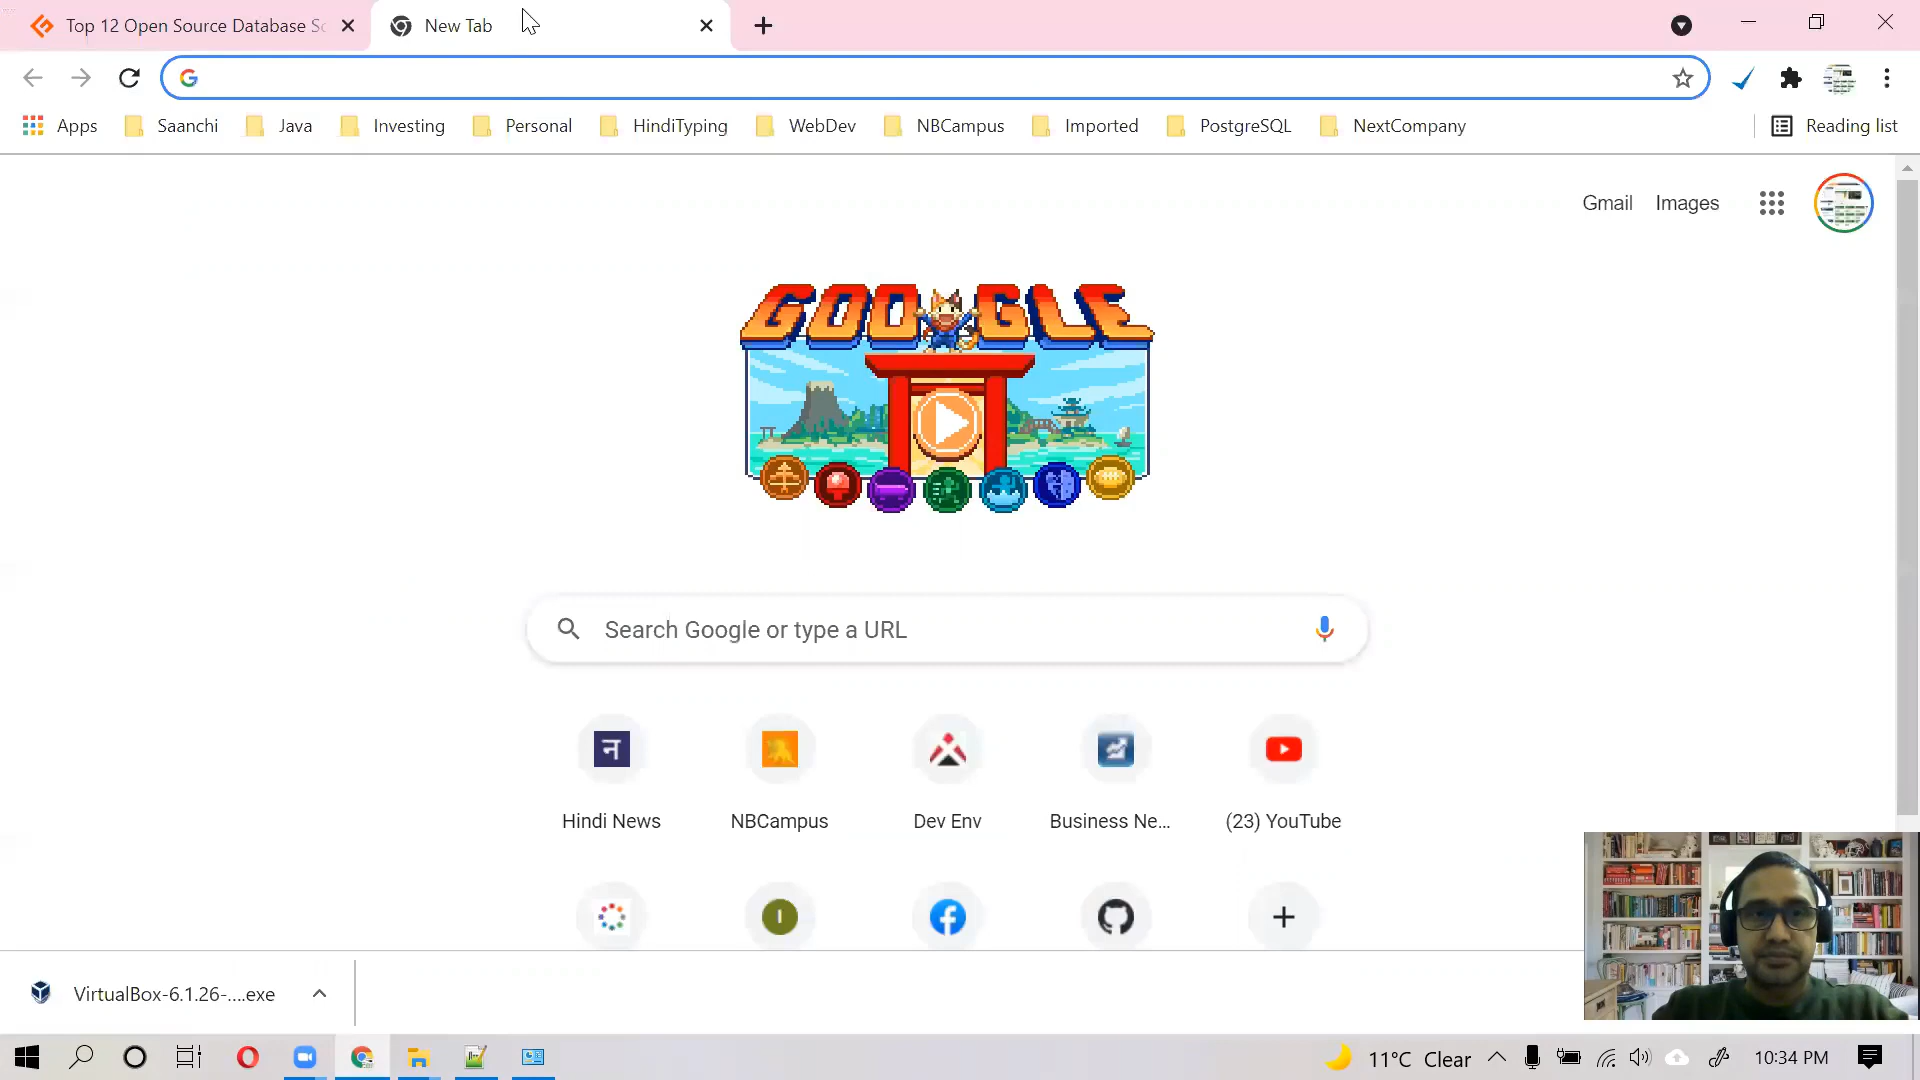 Top 12 Open Source Database So
New Tab
Apps
Saanchi
Java
Investing
Personal
HindiTyping
WebDev
NBCampus
Imported
PostgreSQL
NextCompany
Reading list
Gmail
Images
GOOGLE
Search Google or type a URL
न
Hindi News
NBCampus
Dev Env
Business Ne...
(23) YouTube
I
VirtualBox-6.1.26-....exe
11°C Clear
10:34 PM